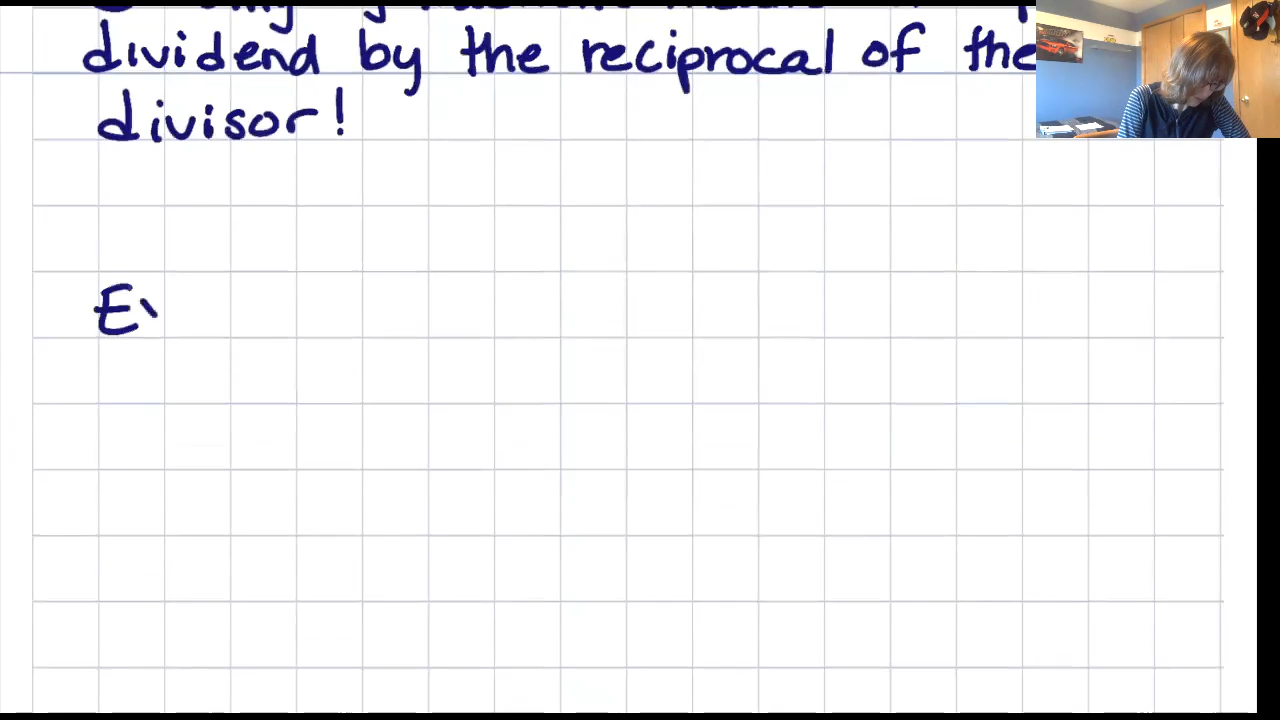 dividend by the reciprocal of the
divisor!
E